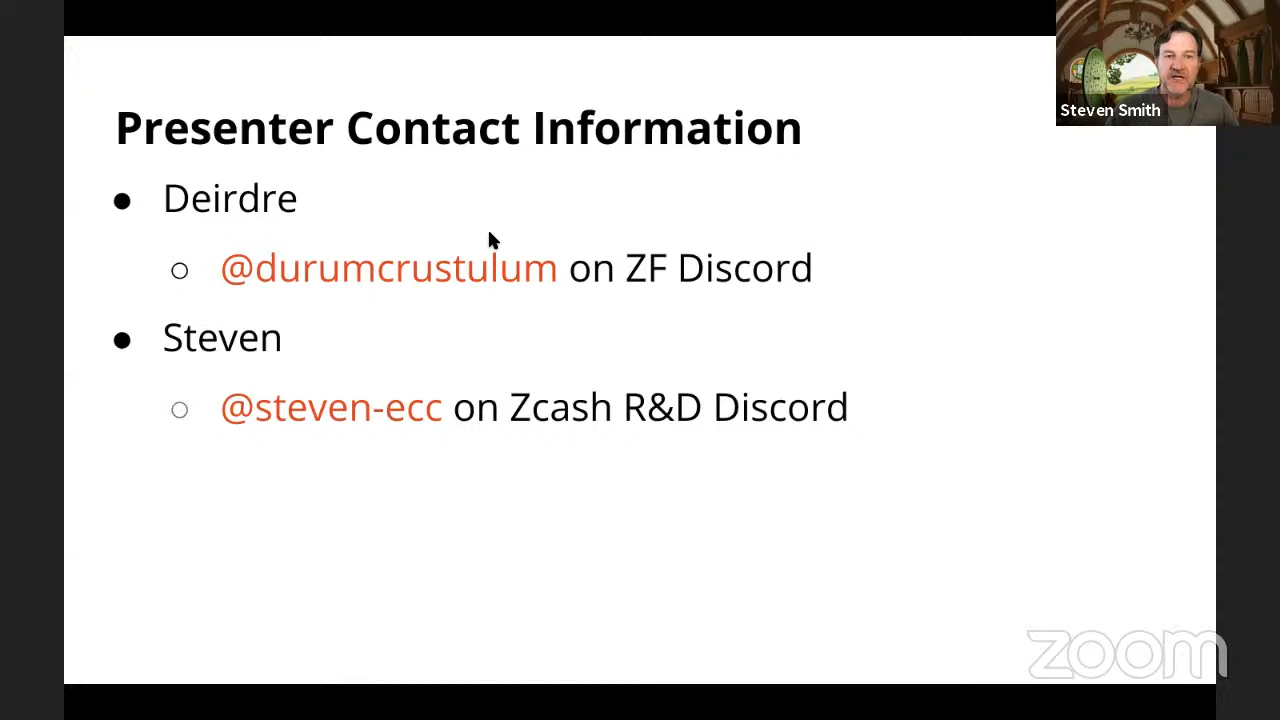 Steven Smith
Presenter Contact Information
● Deirdre
○ @durumcrustulum on ZF Discord
● Steven
○ @steven-ecc on Zcash R&D Discord
zoom